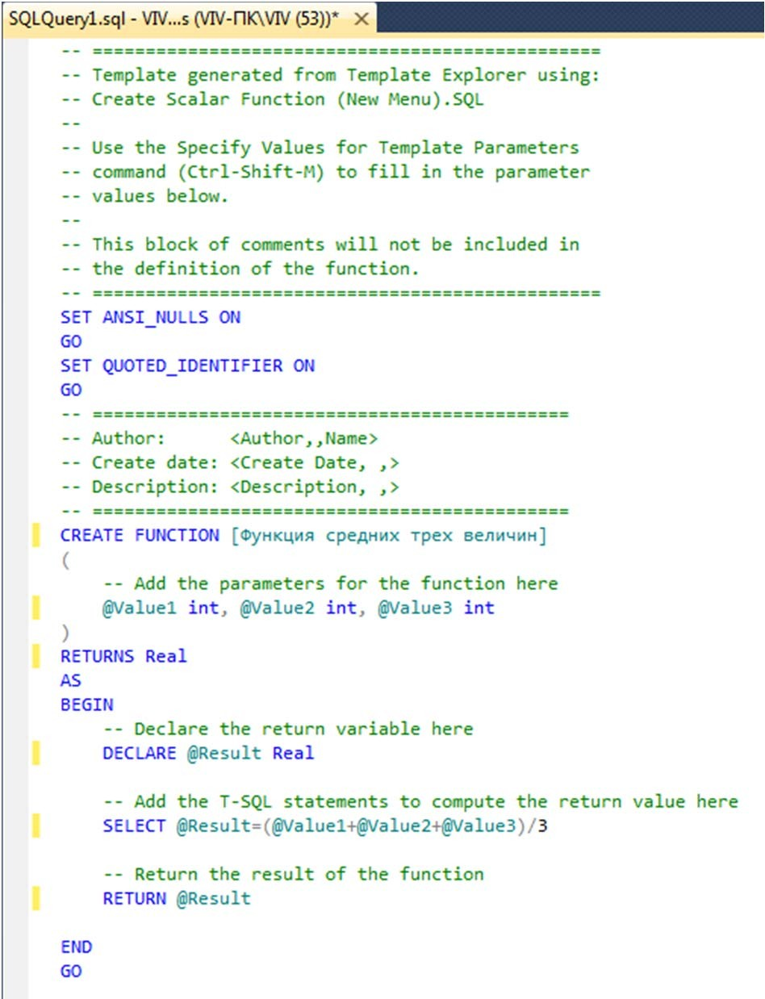 SQLQuery1.sql - VIV...s (VIV-ПК\VIV (53))* ×
-- ================================================
-- Template generated from Template Explorer using:
-- Create Scalar Function (New Menu).SQL
--
-- Use the Specify Values for Template Parameters
-- command (Ctrl-Shift-M) to fill in the parameter
-- values below.
--
-- This block of comments will not be included in
-- the definition of the function.
-- ================================================
SET ANSI_NULLS ON
GO
SET QUOTED_IDENTIFIER ON
GO
-- =============================================
-- Author:      <Author,,Name>
-- Create date: <Create Date, ,>
-- Description: <Description, ,>
-- =============================================
CREATE FUNCTION [Функция средних трех величин]
(
    -- Add the parameters for the function here
    @Value1 int, @Value2 int, @Value3 int
)
RETURNS Real
AS
BEGIN
    -- Declare the return variable here
    DECLARE @Result Real
    -- Add the T-SQL statements to compute the return value here
    SELECT @Result=(@Value1+@Value2+@Value3)/3
    -- Return the result of the function
    RETURN @Result
END
GO